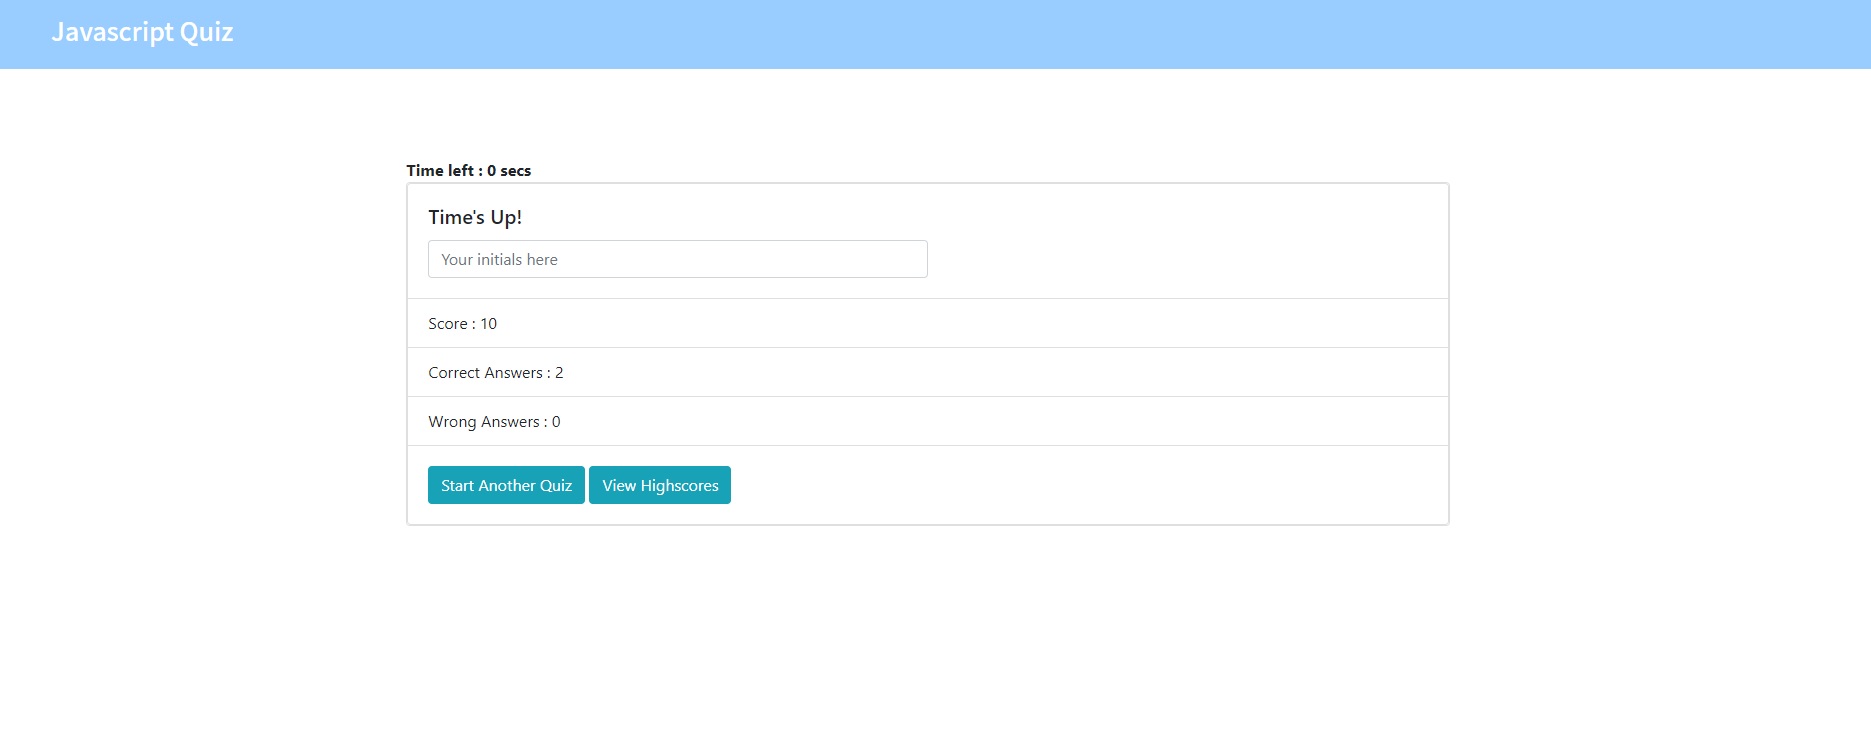 Javascript Quiz
Time left : 0 secs
Time's Up!
Your initials here
Score : 10
Correct Answers : 2
Wrong Answers : 0
Start Another Quiz View Highscores